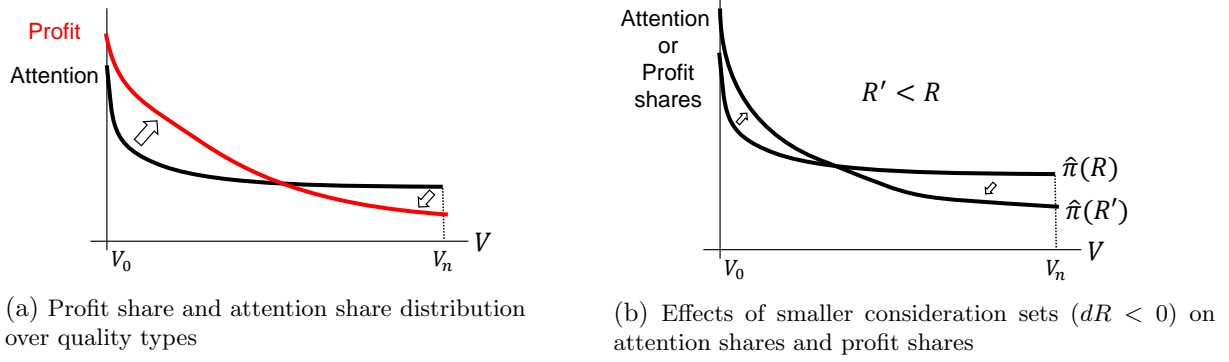 Profit
Attention
V
V₀
Vₙ
(a) Profit share and attention share distribution
over quality types
Attention
or
Profit
shares
R′ < R
π̂(R)
π̂(R′)
V
V₀
Vₙ
(b) Effects of smaller consideration sets (dR < 0) on
attention shares and profit shares